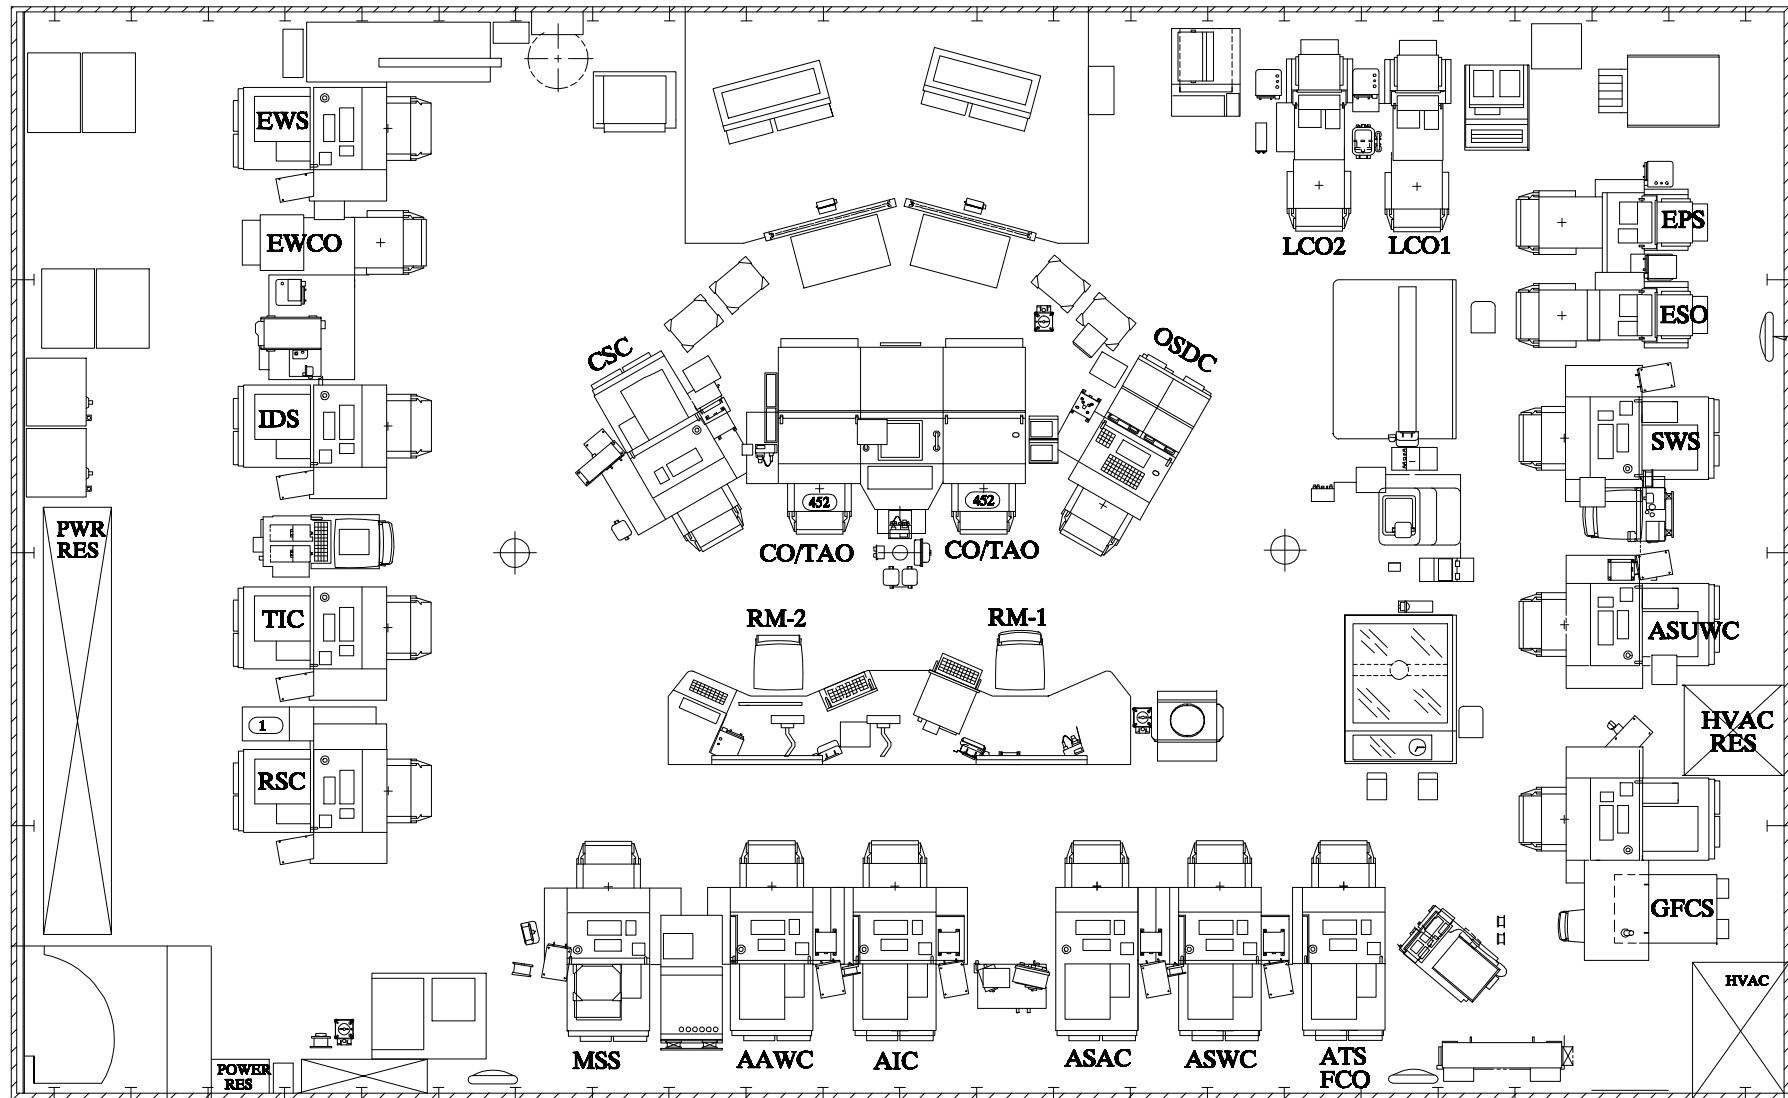 EWS
EWCO
LCO2
LCO1
EPS
ESO
CSC
OSDC
IDS
SWS
452
452
CO/TAO
CO/TAO
PWR
RES
TIC
RM-2
RM-1
ASUWC
1
HVAC
RES
RSC
GFCS
HVAC
MSS
AAWC
AIC
ASAC
ASWC
ATS
FCO
POWER
RES